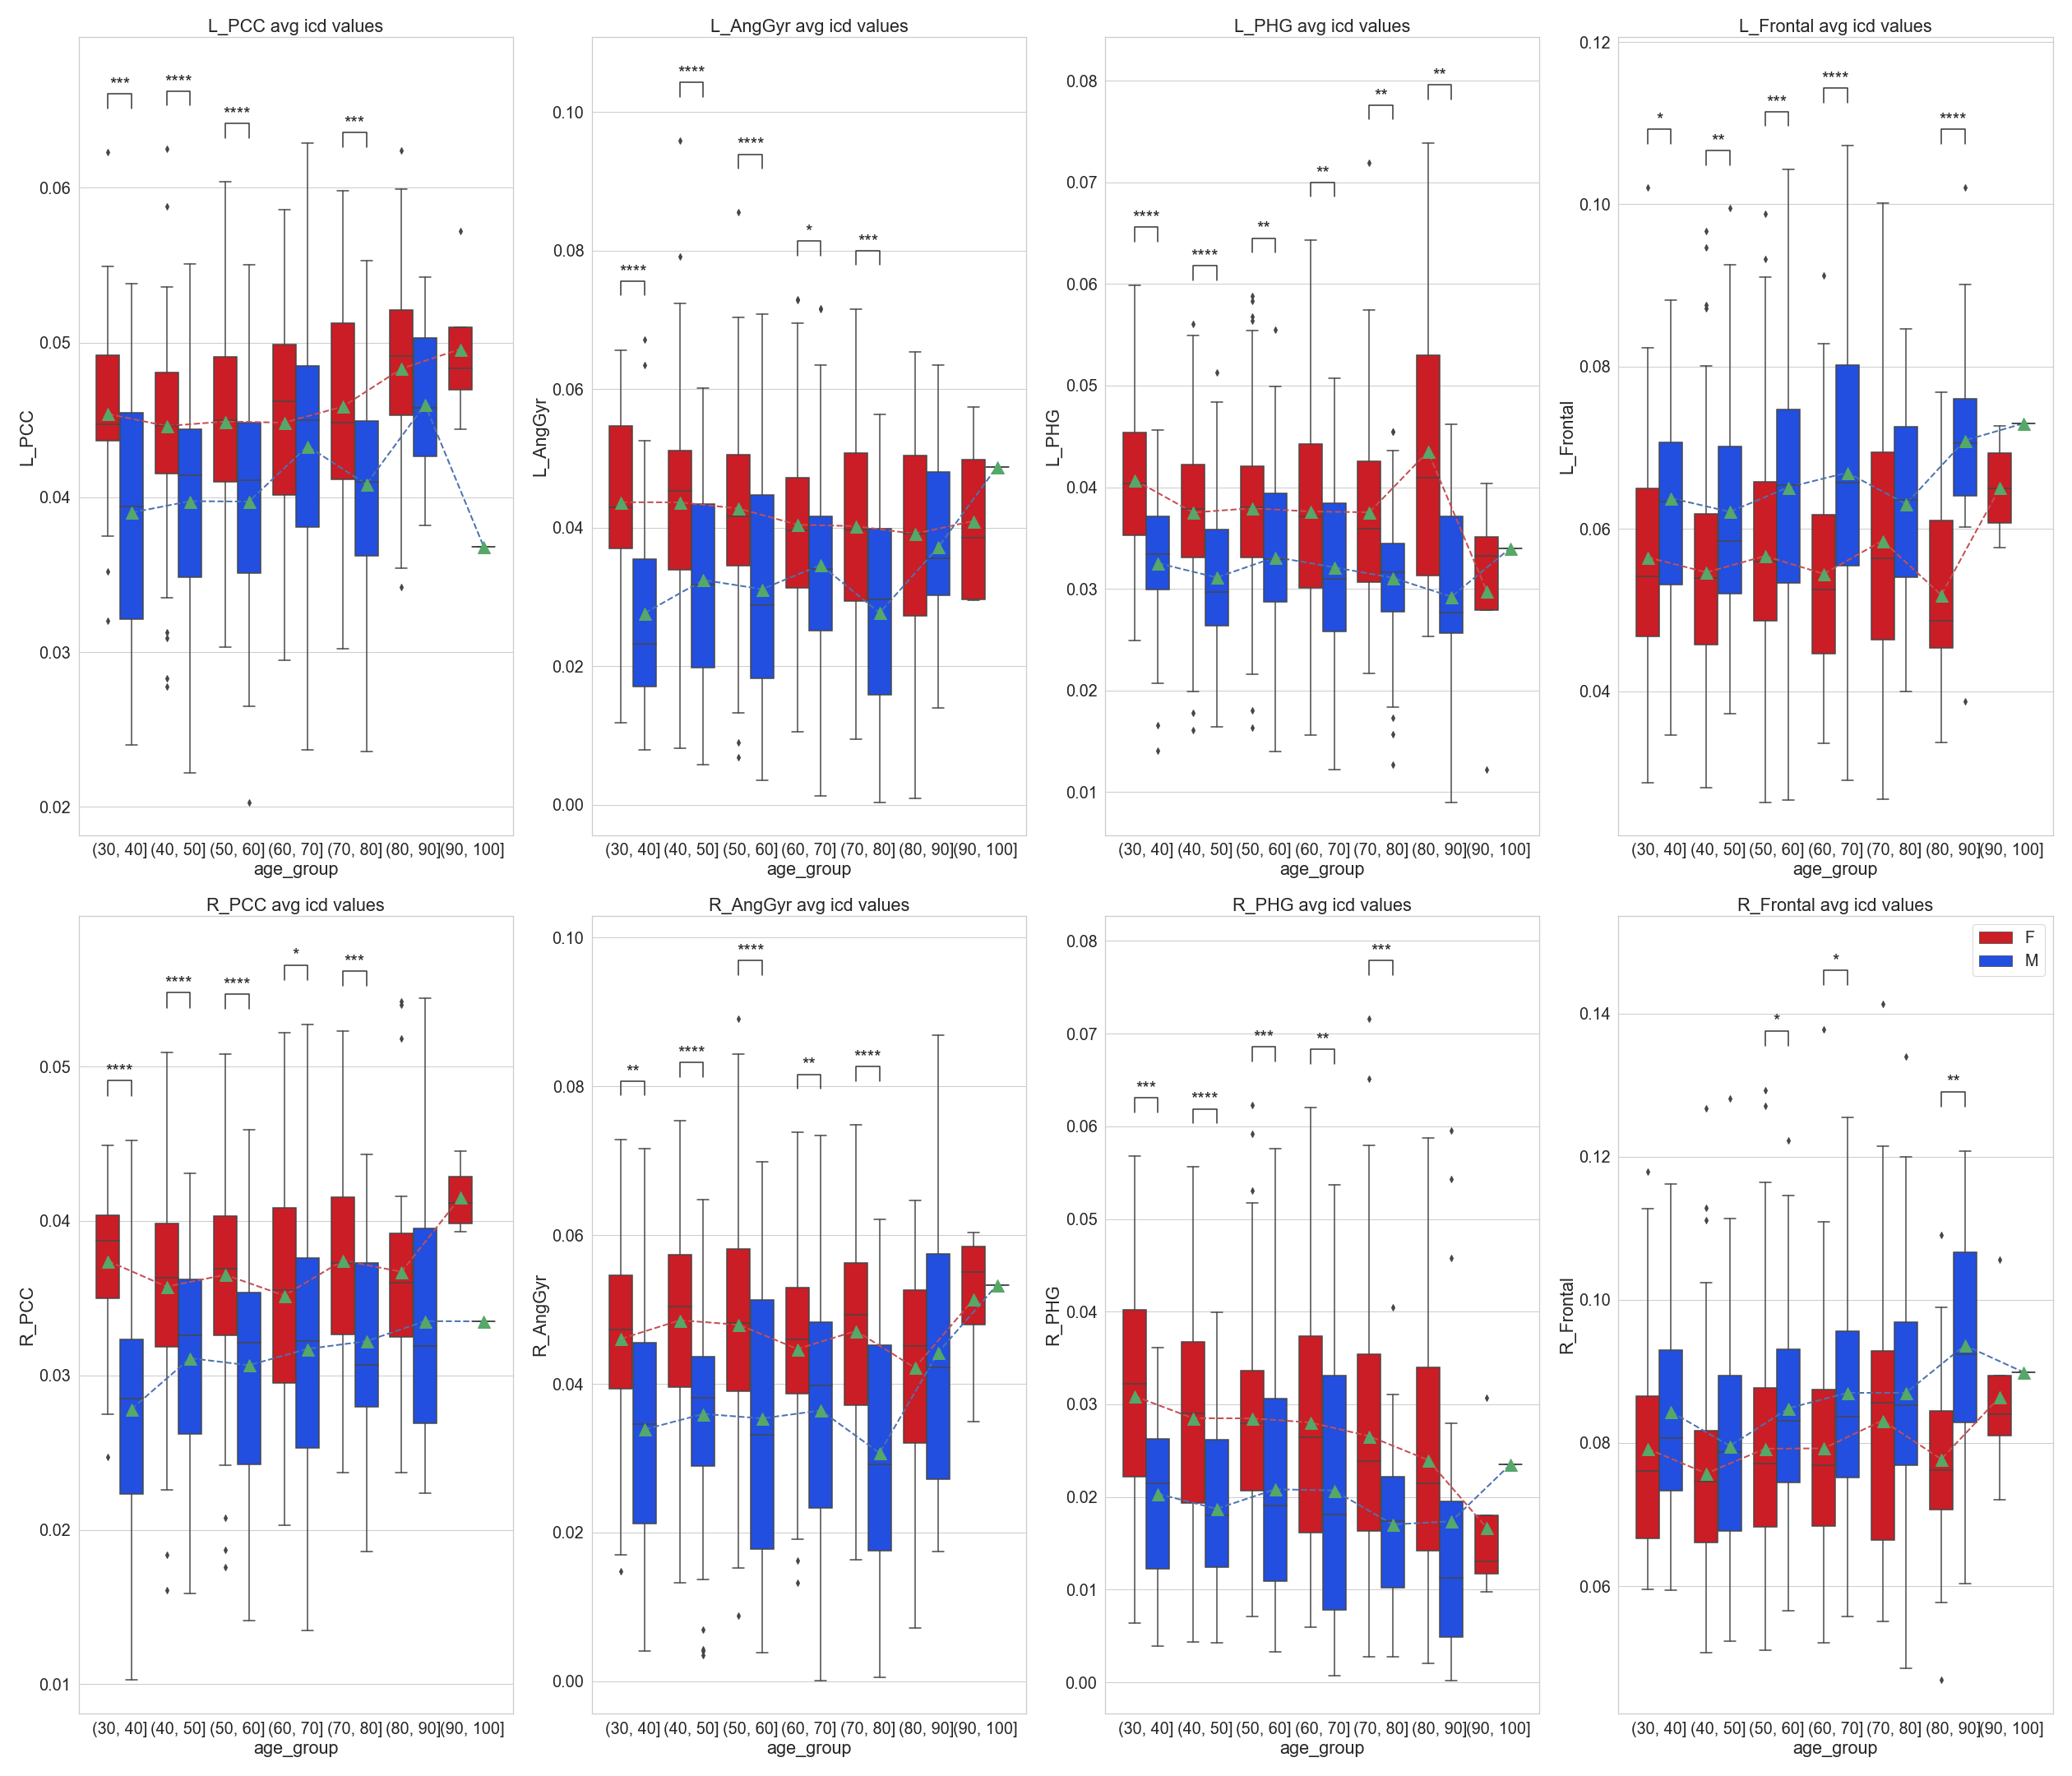 L_PCC avg icd values
L_PCC
0.06
0.05
0.04
0.03
0.02
*** **** **** ***
(30, 40] (40, 50] (50, 60] (60, 70] (70, 80] (80, 90] (90, 100]
age_group
L_AngGyr avg icd values
L_AngGyr
0.10
0.08
0.06
0.04
0.02
0.00
**** **** **** * ***
(30, 40] (40, 50] (50, 60] (60, 70] (70, 80] (80, 90] (90, 100]
age_group
L_PHG avg icd values
L_PHG
0.08
0.07
0.06
0.05
0.04
0.03
0.02
0.01
**** **** ** ** ** **
(30, 40] (40, 50] (50, 60] (60, 70] (70, 80] (80, 90] (90, 100]
age_group
L_Frontal avg icd values
L_Frontal
0.12
0.10
0.08
0.06
0.04
* ** *** **** ****
(30, 40] (40, 50] (50, 60] (60, 70] (70, 80] (80, 90] (90, 100]
age_group
R_PCC avg icd values
R_PCC
0.05
0.04
0.03
0.02
0.01
**** **** **** * ***
(30, 40] (40, 50] (50, 60] (60, 70] (70, 80] (80, 90] (90, 100]
age_group
R_AngGyr avg icd values
R_AngGyr
0.10
0.08
0.06
0.04
0.02
0.00
** **** **** ** ****
(30, 40] (40, 50] (50, 60] (60, 70] (70, 80] (80, 90] (90, 100]
age_group
R_PHG avg icd values
R_PHG
0.08
0.07
0.06
0.05
0.04
0.03
0.02
0.01
0.00
*** **** *** ** ***
(30, 40] (40, 50] (50, 60] (60, 70] (70, 80] (80, 90] (90, 100]
age_group
R_Frontal avg icd values
R_Frontal
F
M
0.14
0.12
0.10
0.08
0.06
* * **
(30, 40] (40, 50] (50, 60] (60, 70] (70, 80] (80, 90] (90, 100]
age_group